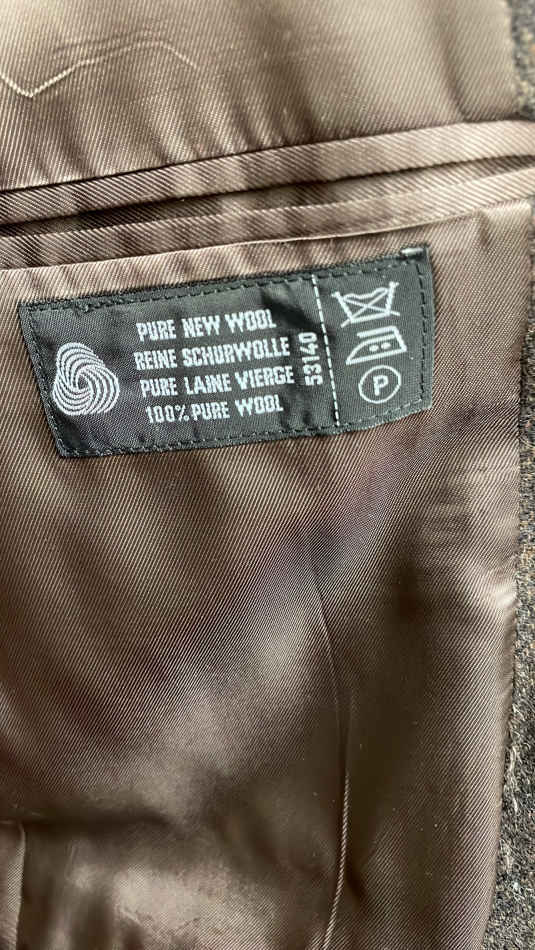 PURE NEW WOOL
REINE SCHURWOLLE
PURE LAINE VIERGE
100% PURE WOOL
53140
P